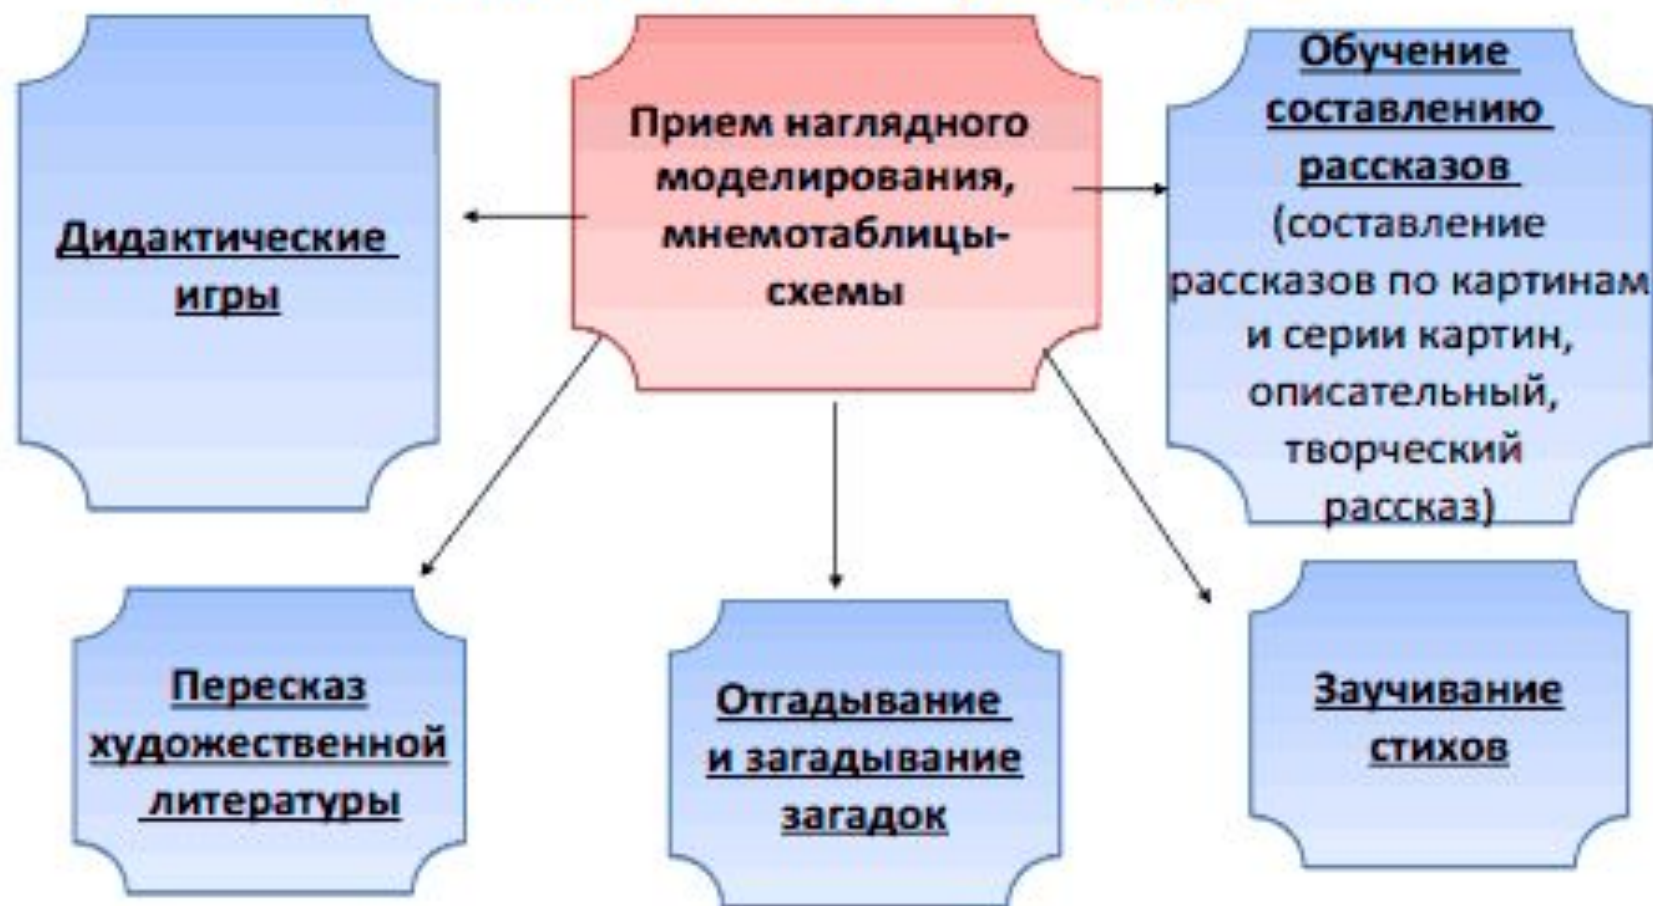 Прием наглядного
моделирования,
мнемотаблицы-
схемы
Дидактические
игры
Обучение
составлению
рассказов
(составление
рассказов по картинам
и серии картин,
описательный,
творческий
рассказ)
Пересказ
художественной
литературы
Отгадывание
и загадывание
загадок
Заучивание
стихов